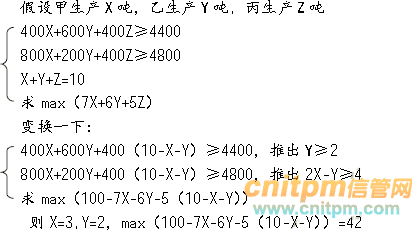 假设甲生产X吨，乙生产Y吨，丙生产Z吨
400X+600Y+400Z≥4400
800X+200Y+400Z≥4800
X+Y+Z=10
求 max（7X+6Y+5Z）
变换一下：
400X+600Y+400（10-X-Y）≥4400，推出 Y≥2
800X+200Y+400（10-X-Y）≥4800，推出 2X-Y≥4
求 max（100-7X-6Y-5（10-X-Y））
则 X=3,Y=2，max（100-7X-6Y-5（10-X-Y））=42
cnitpm信管网
www.cnitpm.com